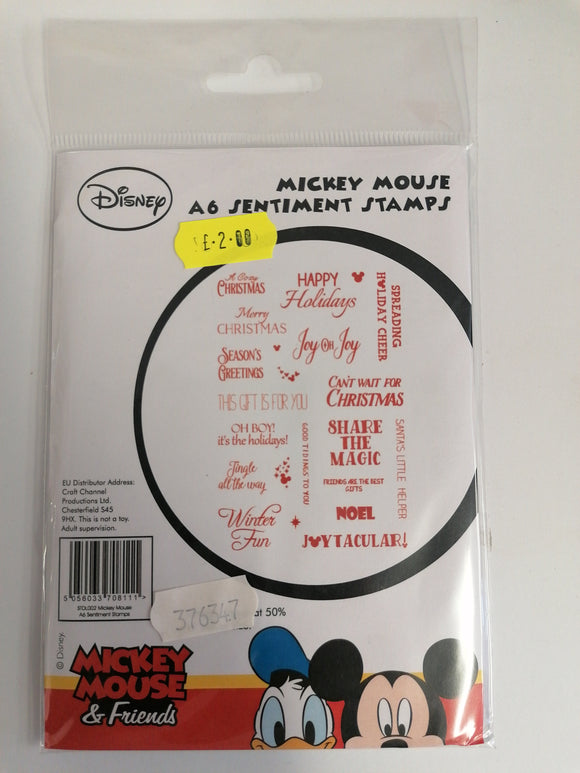 Disney
MICKEY MOUSE
A6 SENTIMENT STAMPS
£·2·00
A Cozy
CHRISTMAS
HAPPY
Holidays
SPREADING
HOLIDAY CHEER
Merry
CHRISTMAS
Joy OH Joy
SEASON'S
GREETINGS
CAN'T WAIT FOR
CHRISTMAS
THIS GIFT IS FOR YOU
OH BOY!
it's the holidays!
GOOD TIDINGS TO YOU
SHARE
THE
MAGIC
SANTA'S LITTLE HELPER
Jingle
all the way
FRIENDS ARE THE BEST
GIFTS
Winter
Fun
NOEL
JOYTACULAR!
EU Distributor Address:
Craft Channel
Productions Ltd.
Chesterfield S45
9HX. This is not a toy.
Adult supervision.
5 056033 708111 >
STDL002 Mickey Mouse
A6 Sentiment Stamps
376347
at 50%
© Disney.
MICKEY
MOUSE
& Friends